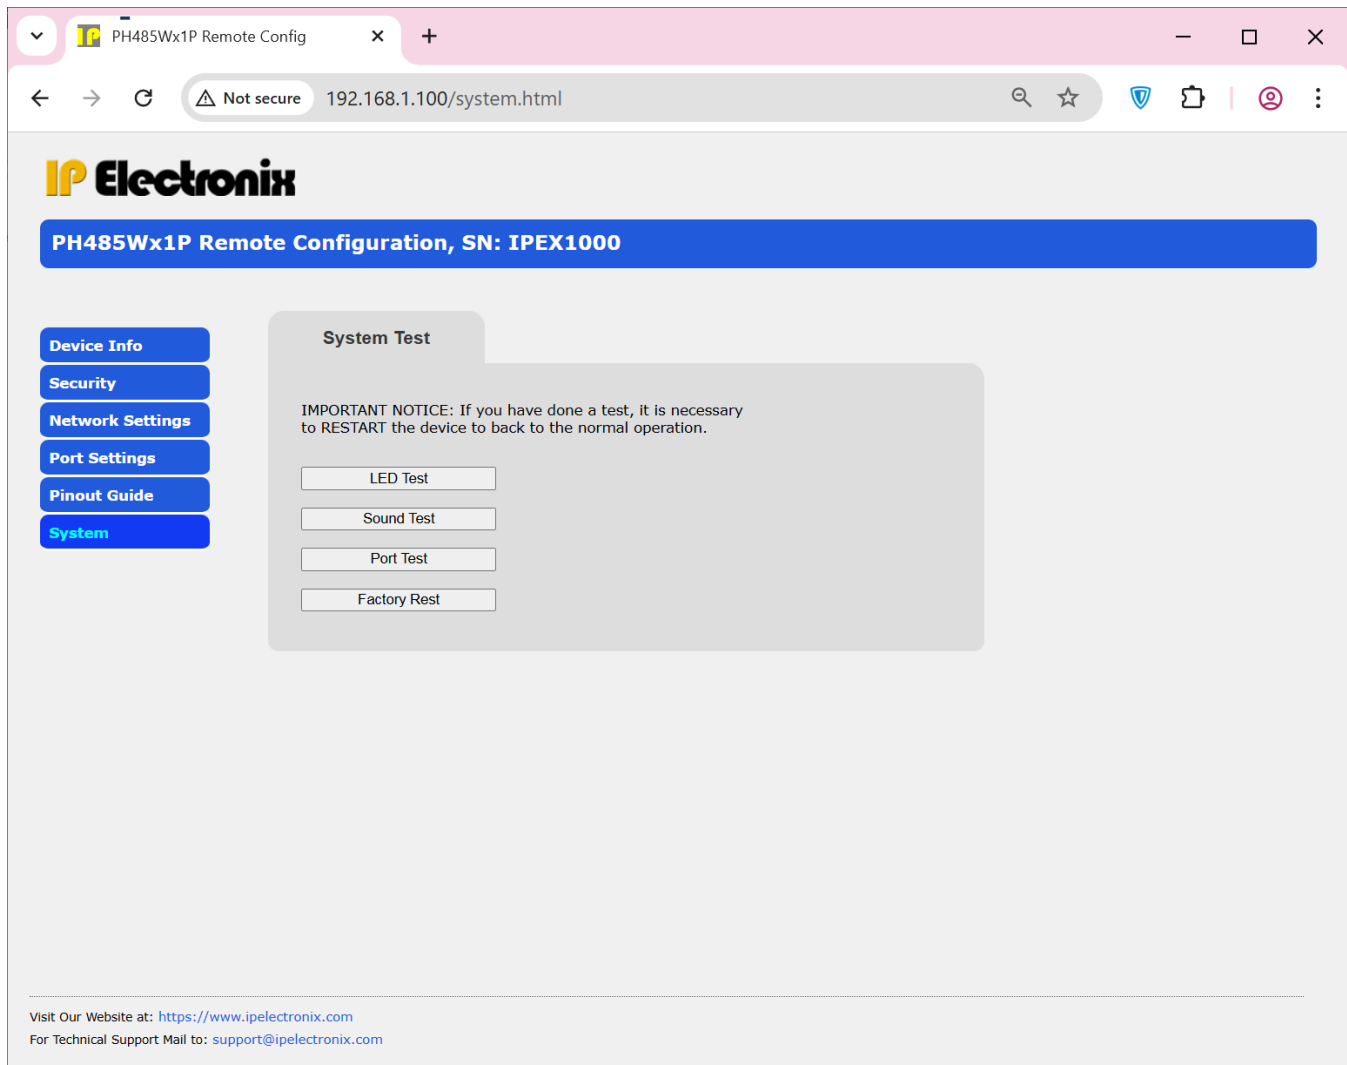 PH485Wx1P Remote Config
Not secure
192.168.1.100/system.html
IP Electronix
PH485Wx1P Remote Configuration, SN: IPEX1000
System Test
Device Info
Security
Network Settings
Port Settings
Pinout Guide
System
IMPORTANT NOTICE: If you have done a test, it is necessary
to RESTART the device to back to the normal operation.
LED Test
Sound Test
Port Test
Factory Rest
Visit Our Website at: https://www.ipelectronix.com
For Technical Support Mail to: support@ipelectronix.com